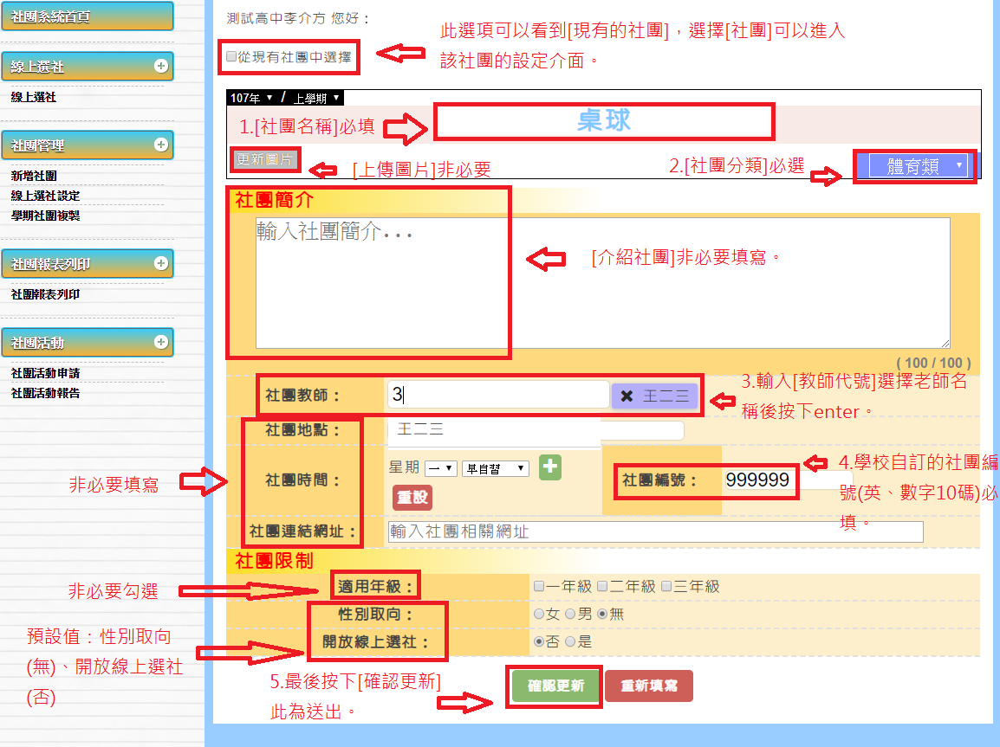 社團系統首頁
線上選社
線上選社
社團管理
新增社團
線上選社設定
學期社團複製
社團報表列印
社團報表列印
社團活動
社團活動申請
社團活動報告
測試高中李介方 您好：
從現有社團中選擇
此選項可以看到[現有的社團]，選擇[社團]可以進入
該社團的設定介面。
107年 / 上學期
1.[社團名稱]必填
桌球
更新圖片
[上傳圖片]非必要
2.[社團分類]必選
體育類
社團簡介
輸入社團簡介...
[介紹社團]非必要填寫。
( 100 / 100 )
社團教師：
3
王二三
3.輸入[教師代號]選擇老師名
稱後按下enter。
社團地點：
王二三
非必要填寫
社團時間：
星期 一 早自習
重設
社團編號：
999999
4.學校自訂的社團編
號(英、數字10碼)必
填。
社團連結網址：
輸入社團相關網址
社團限制
非必要勾選
適用年級：
一年級 二年級 三年級
性別取向：
女 男 無
開放線上選社：
否 是
預設值：性別取向
(無)、開放線上選社
(否)
5.最後按下[確認更新]
此為送出。
確認更新
重新填寫